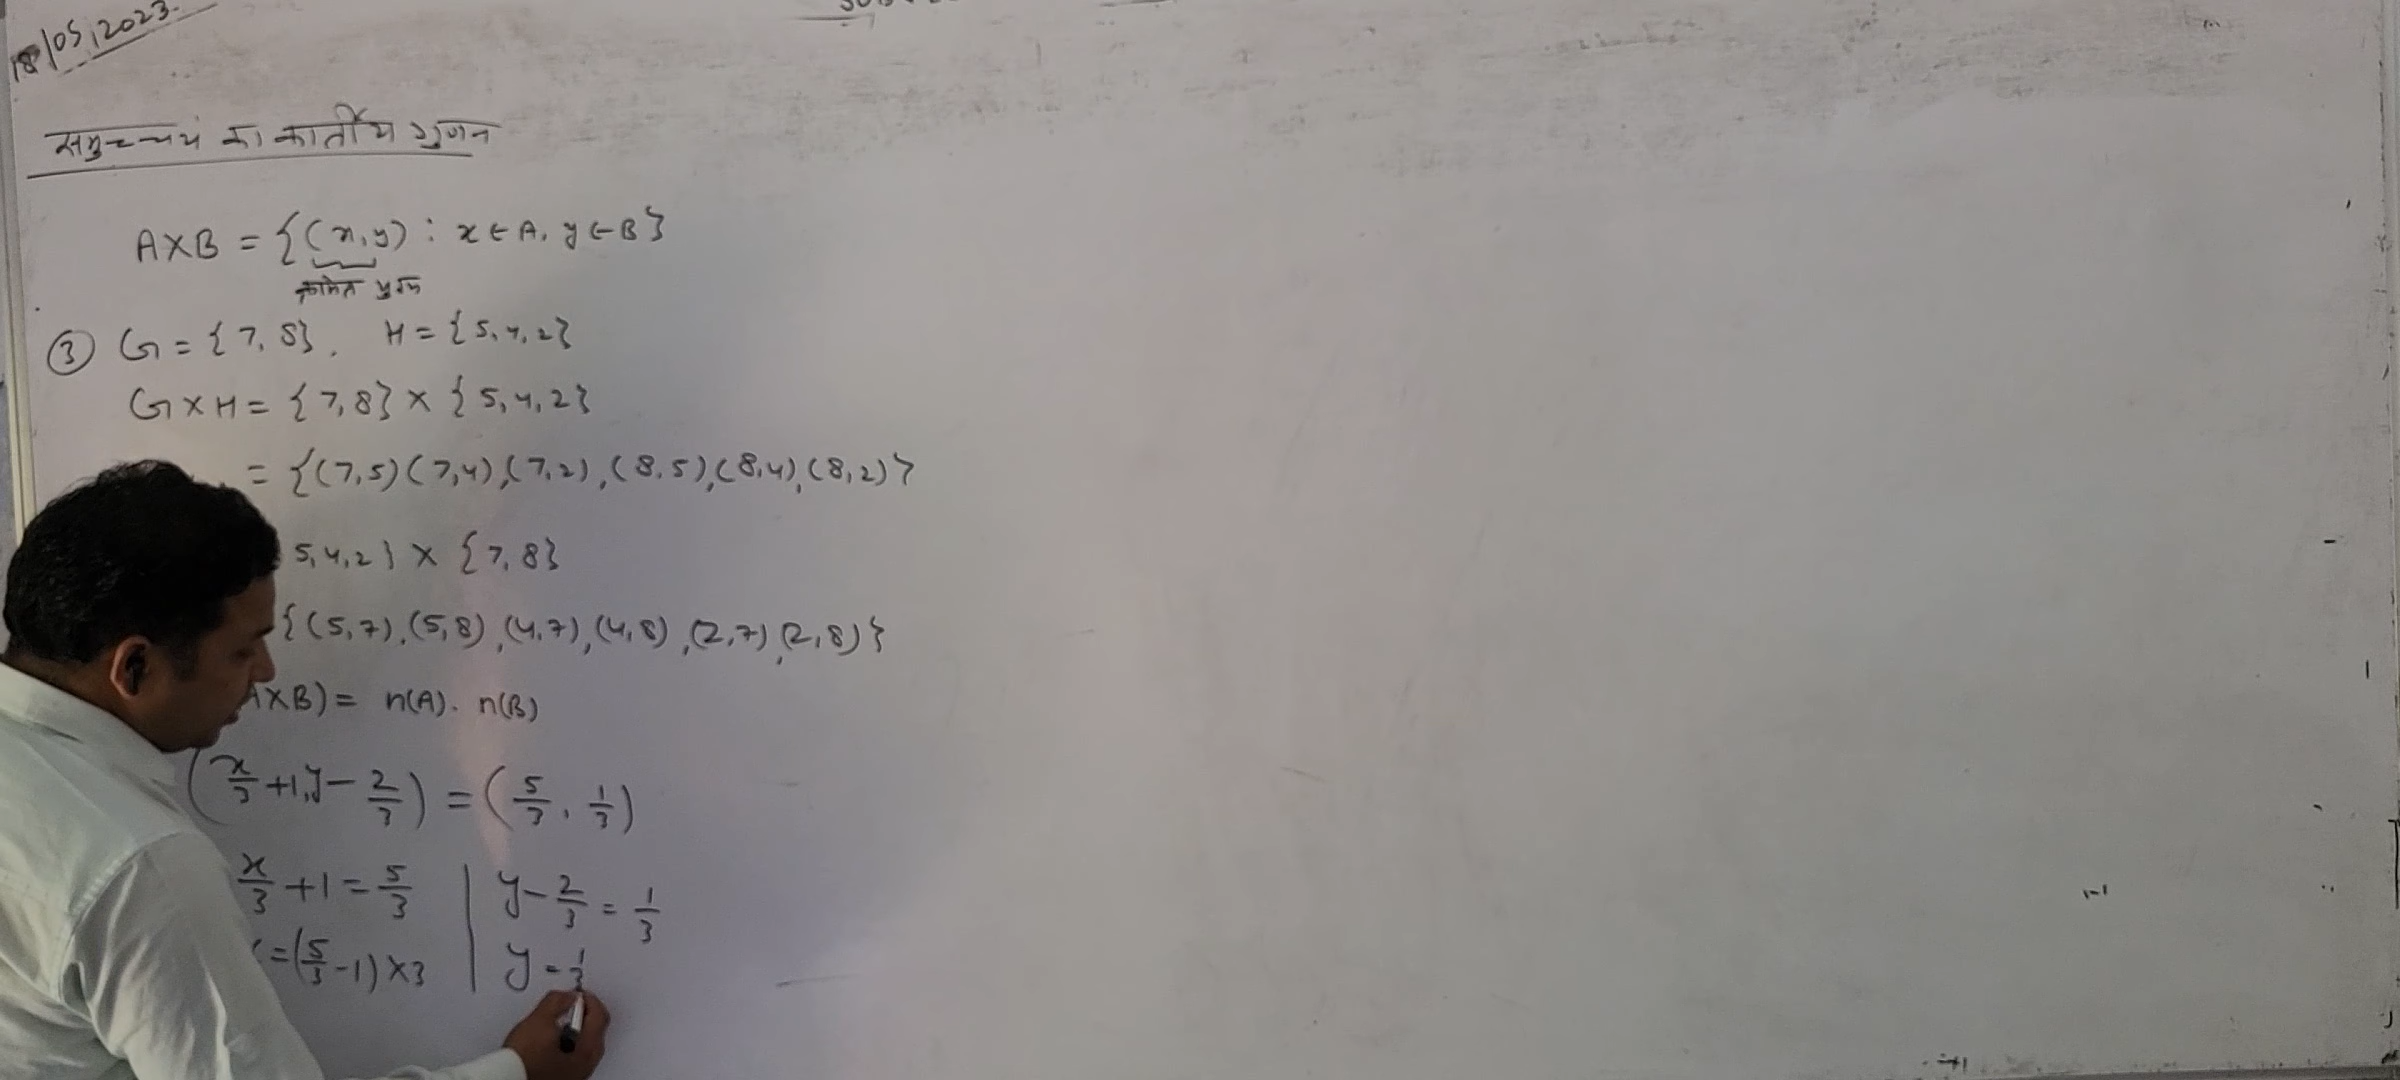 18/05/2023.
समुच्चयं का कार्तीय गुणन
A×B = {(x,y) : x∈A, y∈B}
क्रमित युग्म
③ G = {7, 8}, H = {5, 4, 2}
G×H = {7,8} × {5,4,2}
= {(7,5)(7,4),(7,2),(8,5),(8,4),(8,2)}
5,4,2} × {7,8}
{(5,7),(5,8),(4,7),(4,8),(2,7),(2,8)}
A×B) = n(A). n(B)
(x/3 +1, y − 2/3) = (5/3, 1/3)
x/3 + 1 = 5/3 | y − 2/3 = 1/3
= (5/3 −1) ×3 | y = 1/3